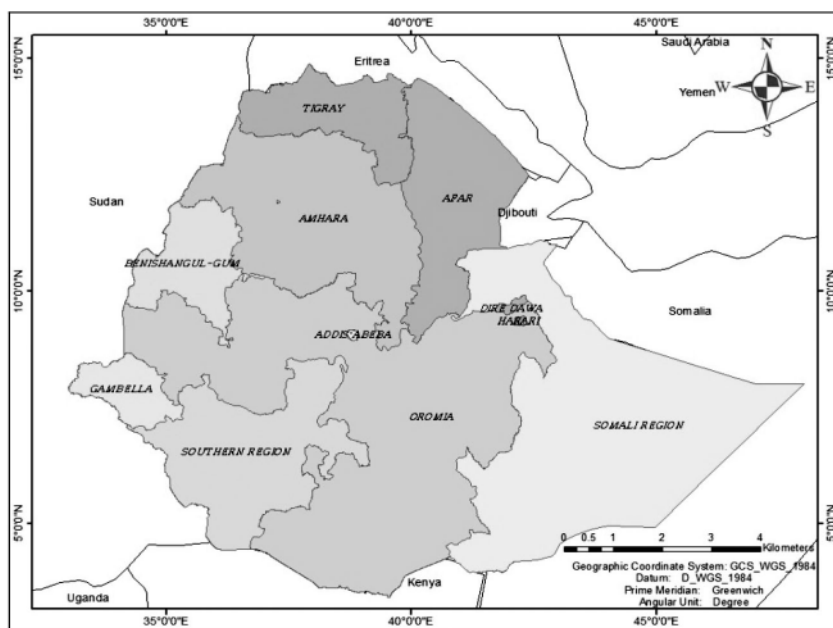 35°0'0"E 40°0'0"E 45°0'0"E
15°0'0"N 15°0'0"N
Saudi Arabia
Eritrea
N
W E
S
Yemen
TIGRAY
Sudan
AFAR
AMHARA
Djibouti
BENISHANGUL-GUM
10°0'0"N 10°0'0"N
DIRE DAWA
HARARI
Somalia
ADDIS ABEBA
GAMBELLA
OROMIA
SOMALI REGION
SOUTHERN REGION
5°0'0"N 5°0'0"N
0 0.5 1 2 3 4
Kilometers
Geographic Coordinate System: GCS_WGS_1984
Datum: D_WGS_1984
Prime Meridian: Greenwich
Angular Unit: Degree
Kenya
Uganda
35°0'0"E 40°0'0"E 45°0'0"E